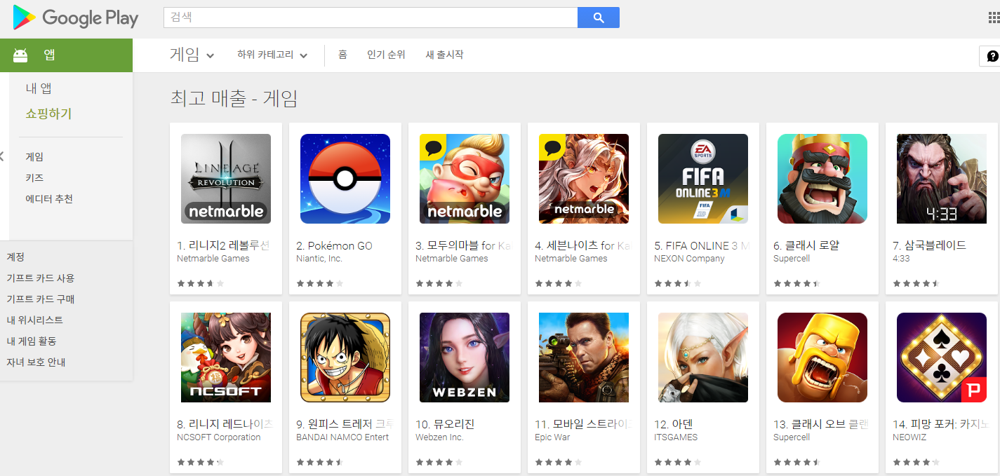 Google Play
검색
앱
게임
하위 카테고리
홈
인기 순위
새 출시작
내 앱
쇼핑하기
게임
키즈
에디터 추천
계정
기프트 카드 사용
기프트 카드 구매
내 위시리스트
내 게임 활동
자녀 보호 안내
최고 매출 - 게임
LINEAGE
REVOLUTION
netmarble
1. 리니지2 레볼루션
Netmarble Games
2. Pokémon GO
Niantic, Inc.
netmarble
3. 모두의마블 for Ka
Netmarble Games
netmarble
4. 세븐나이츠 for Ka
Netmarble Games
EA
SPORTS
FIFA
ONLINE 3 M
FIFA
5. FIFA ONLINE 3 M
NEXON Company
6. 클래시 로얄
Supercell
4:33
7. 삼국블레이드
4:33
福
NCSOFT
8. 리니지 레드나이츠
NCSOFT Corporation
9. 원피스 트레저 크루
BANDAI NAMCO Entert
WEBZEN
10. 뮤오리진
Webzen Inc.
11. 모바일 스트라이크
Epic War
12. 아덴
ITSGAMES
13. 클래시 오브 클랜
Supercell
P
14. 피망 포커: 카지노
NEOWIZ